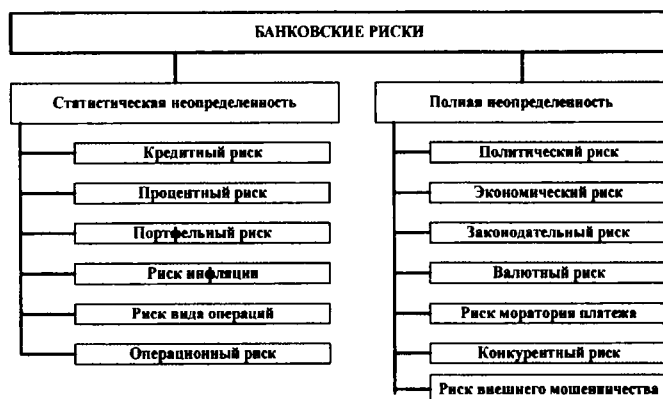 БАНКОВСКИЕ РИСКИ
Статистическая неопределенность
Кредитный риск
Процентный риск
Портфельный риск
Риск инфляции
Риск вида операций
Операционный риск
Полная неопределенность
Политический риск
Экономический риск
Законодательный риск
Валютный риск
Риск моратория платежа
Конкурентный риск
Риск внешнего мошенничества